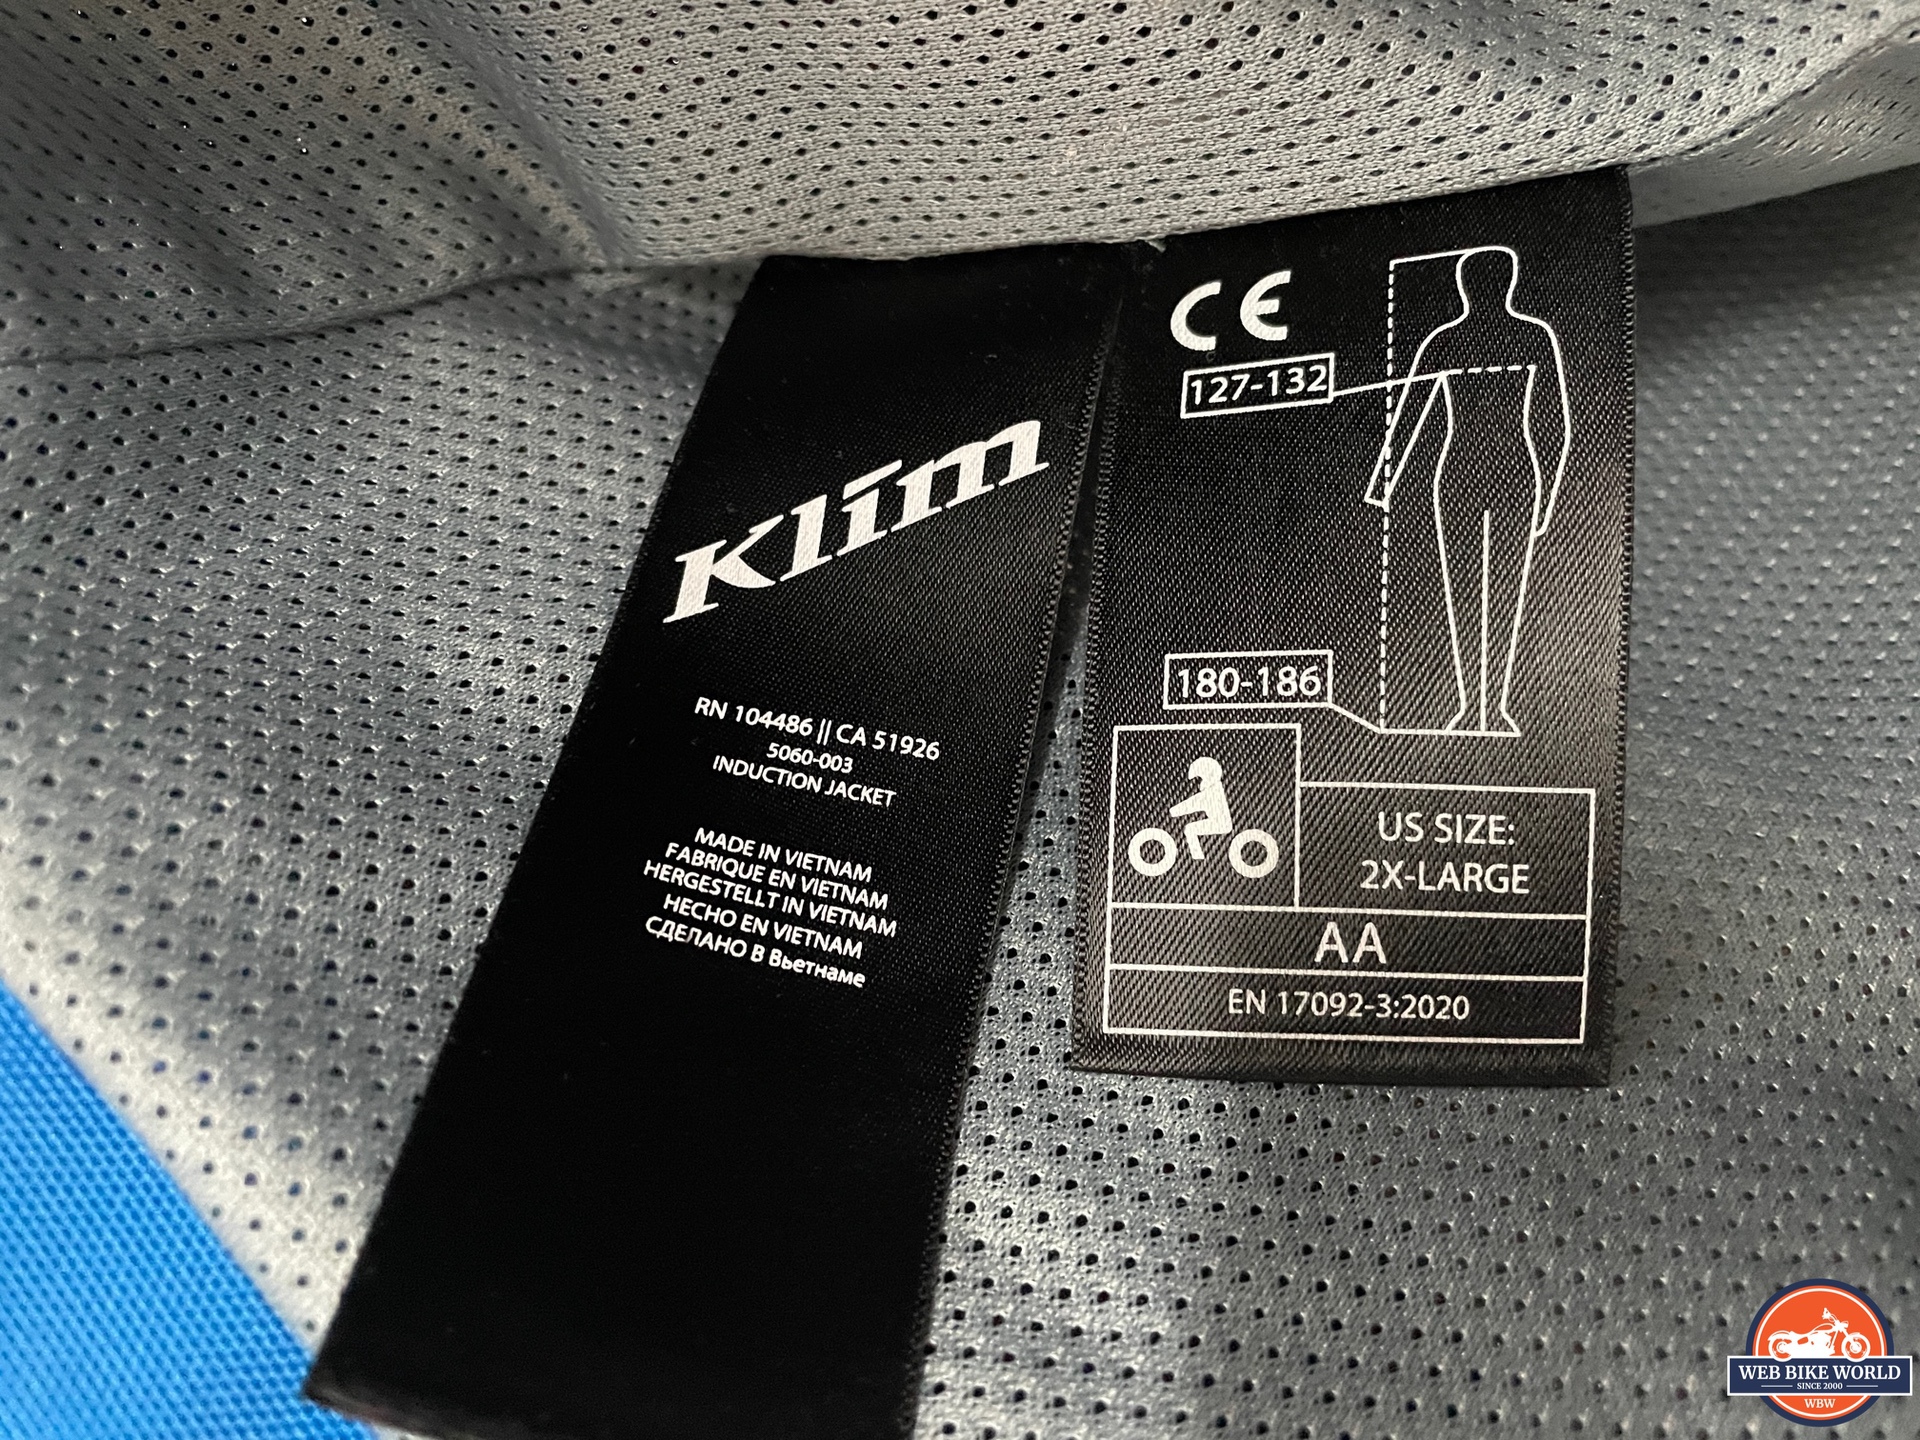 Klim
RN 104486 || CA 51926
5060-003
INDUCTION JACKET
MADE IN VIETNAM
FABRIQUE EN VIETNAM
HERGESTELLT IN VIETNAM
HECHO EN VIETNAM
СДЕЛАНО В Вьетнаме
CE
127-132
180-186
US SIZE:
2X-LARGE
AA
EN 17092-3:2020
WEB BIKE WORLD
SINCE 2000
WBW